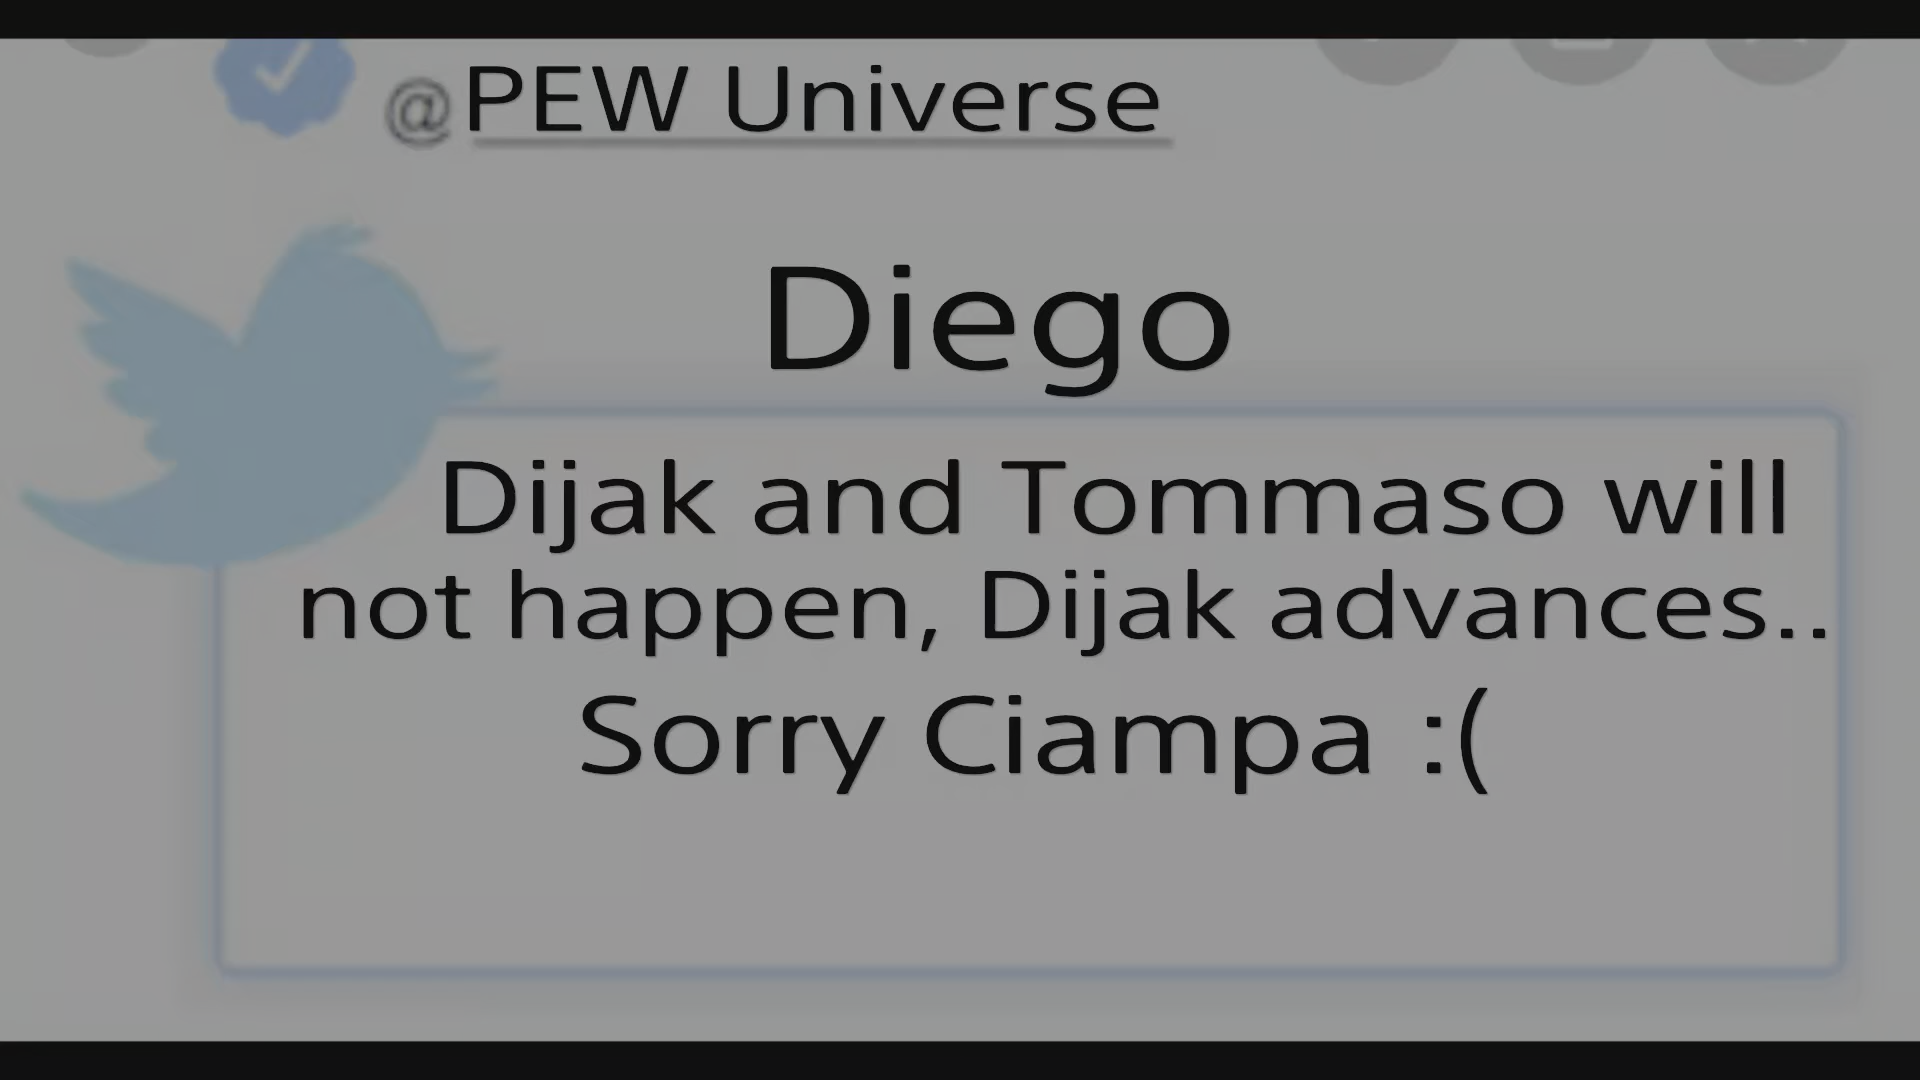 @PEW Universe
Diego
Dijak and Tommaso will
not happen, Dijak advances..
Sorry Ciampa :(